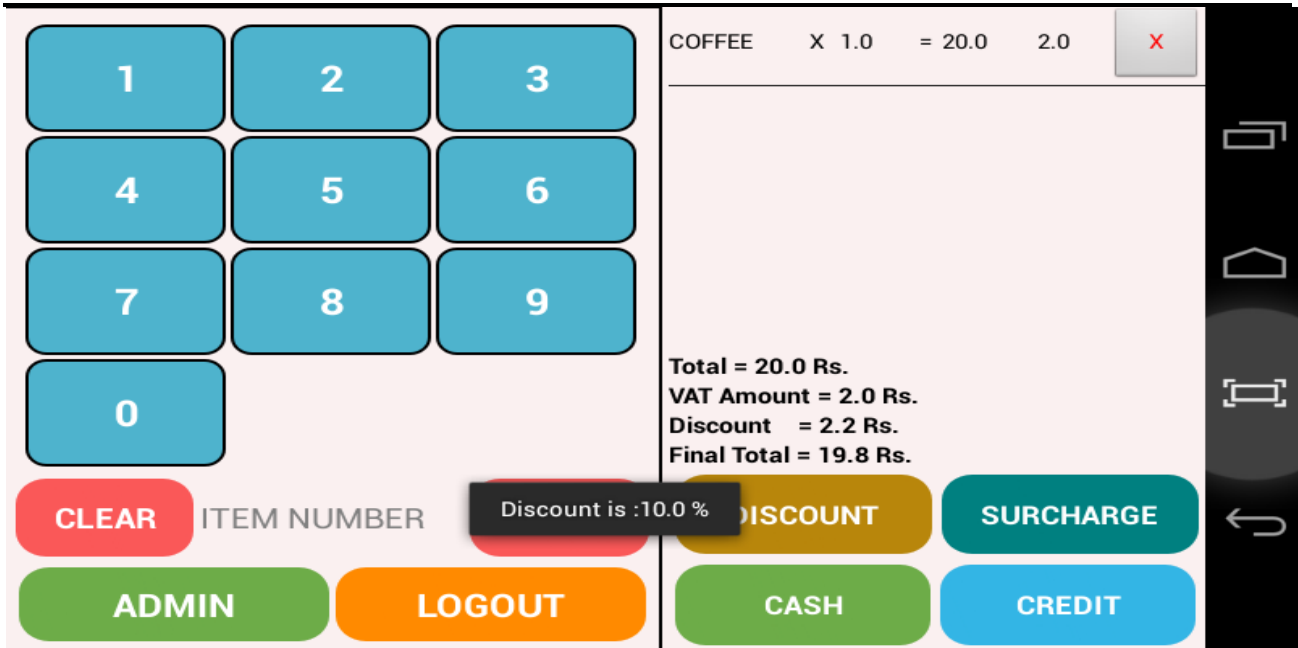 1 2 3
4 5 6
7 8 9
0
CLEAR ITEM NUMBER
ADMIN LOGOUT
COFFEE X 1.0 = 20.0 2.0 X
Total = 20.0 Rs.
VAT Amount = 2.0 Rs.
Discount = 2.2 Rs.
Final Total = 19.8 Rs.
Discount is :10.0 %
DISCOUNT SURCHARGE
CASH CREDIT